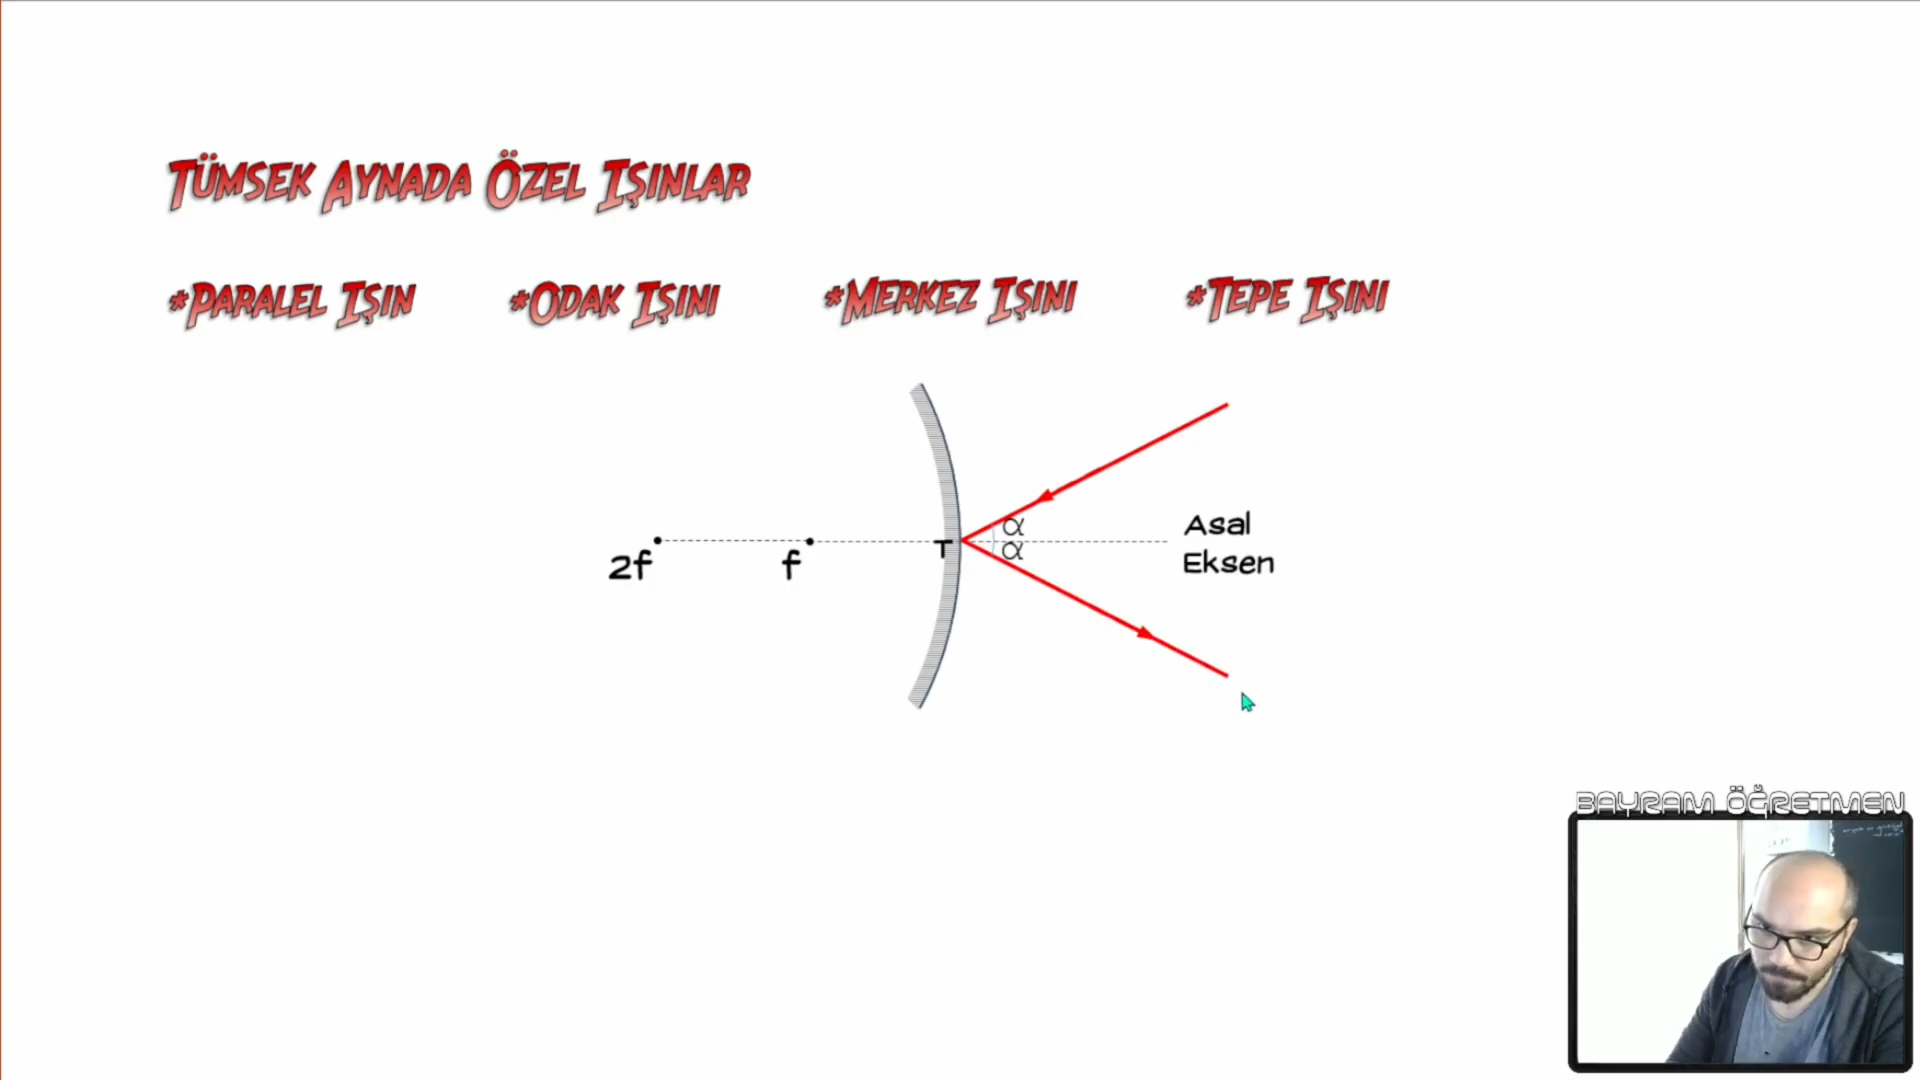 TÜMSEK AYNADA ÖZEL IŞINLAR
*PARALEL IŞIN *ODAK IŞINI *MERKEZ IŞINI *TEPE IŞINI
α
α
2f f T
Asal
Eksen
BAYRAM ÖĞRETMEN